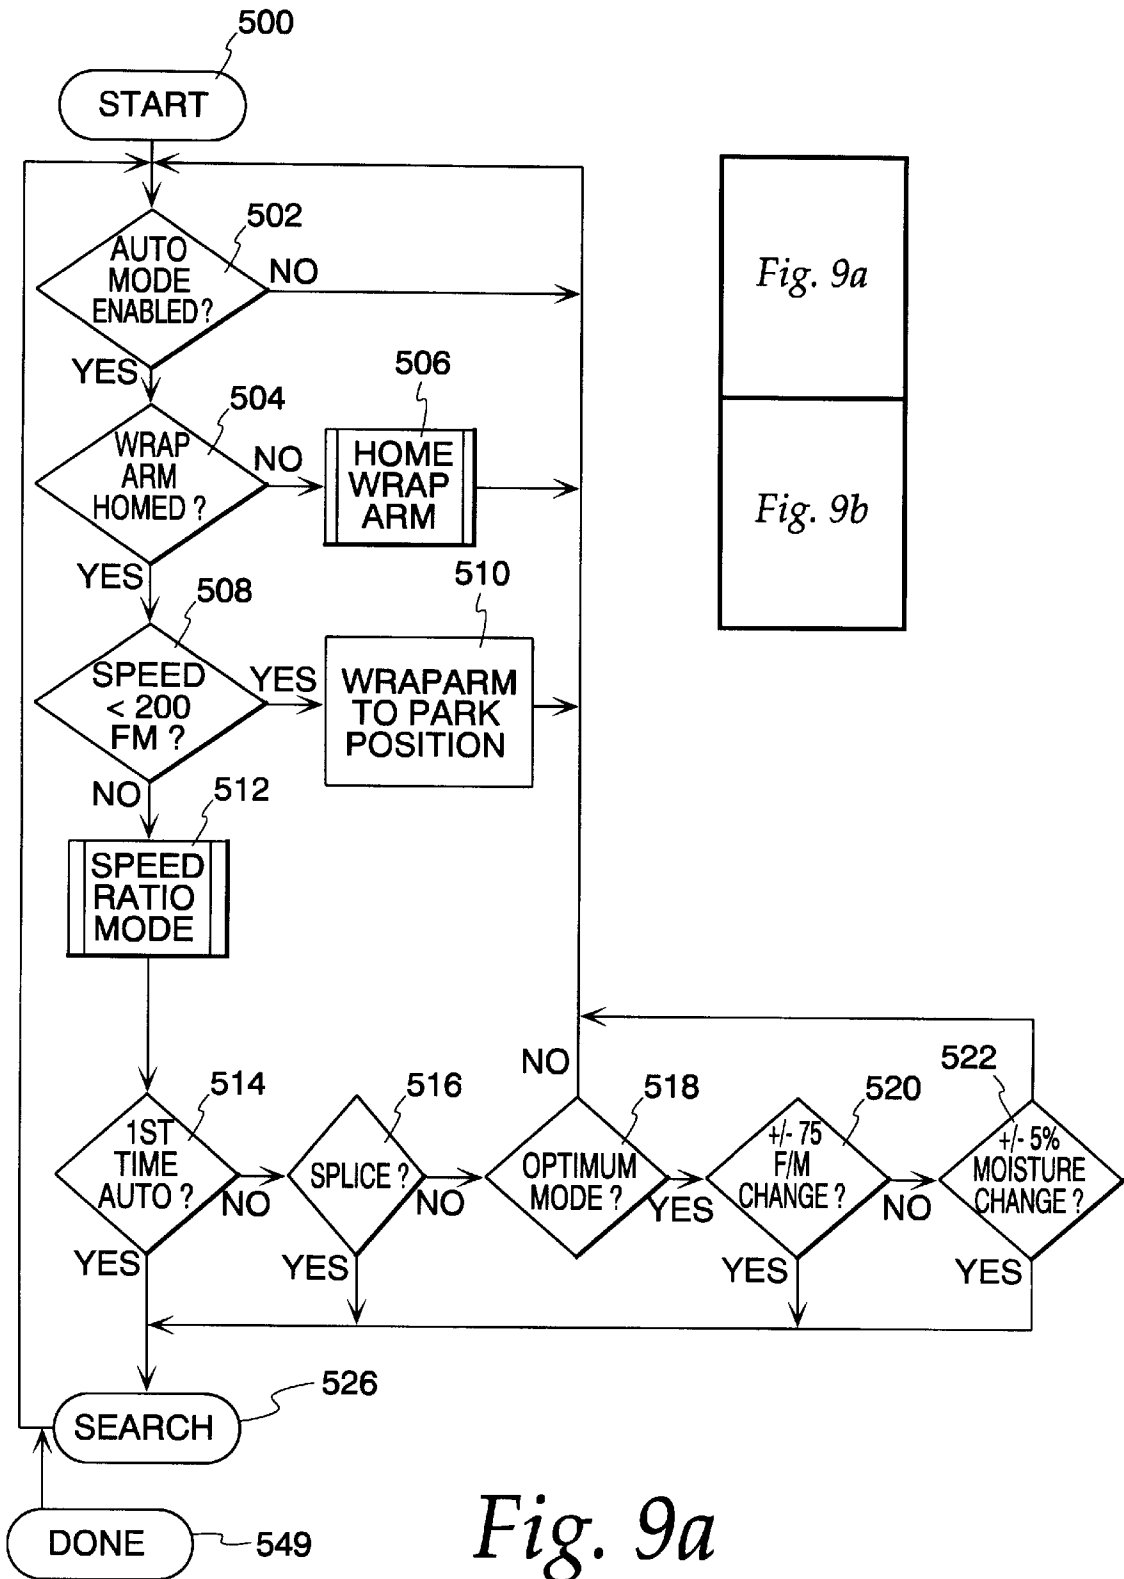 500
START
502
AUTO
MODE
ENABLED?
NO
YES
504
WRAP
ARM
HOMED ?
NO
506
HOME
WRAP
ARM
YES
508
SPEED
< 200
FM ?
YES
510
WRAPARM
TO PARK
POSITION
NO
512
SPEED
RATIO
MODE
514
1ST
TIME
AUTO ?
NO
YES
516
SPLICE ?
NO
YES
NO
518
OPTIMUM
MODE ?
YES
520
+/- 75
F/M
CHANGE ?
NO
YES
522
+/- 5%
MOISTURE
CHANGE ?
YES
526
SEARCH
DONE
549
Fig. 9a
Fig. 9b
Fig. 9a